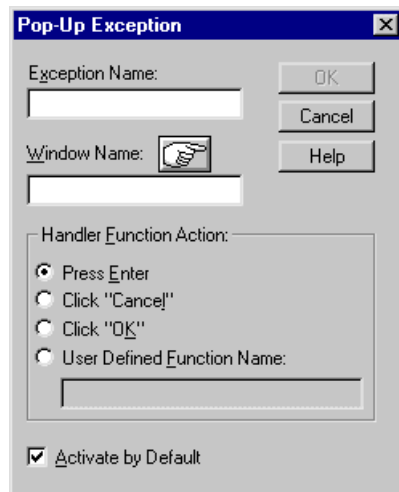 Pop-Up Exception
Exception Name:
OK
Cancel
Window Name:
Help
Handler Function Action:
Press Enter
Click "Cancel"
Click "OK"
User Defined Function Name:
Activate by Default